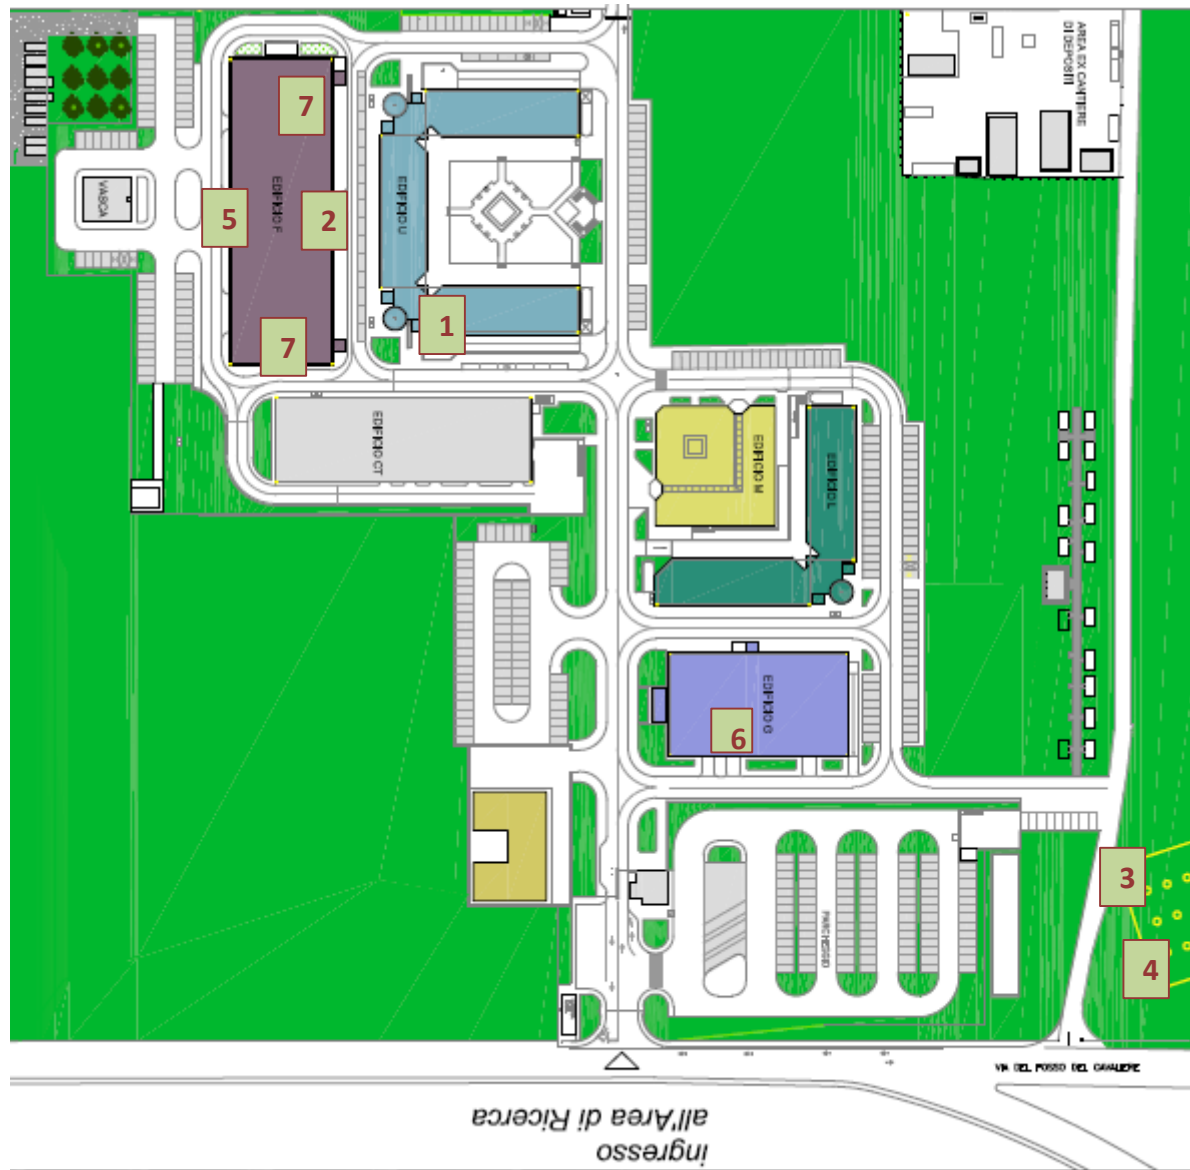 AREA EX CANTIERE
DI DEPOSITI
7
EDIFICIO F
EDIFICIO U
VASCA
5
2
1
7
EDIFICIO CT
EDIFICIO M
EDIFICIO L
EDIFICIO G
6
3
PARCHEGGIO
4
VIA DEL FOSSO DEL CAVALIERE
ingresso
all'Area di Ricerca